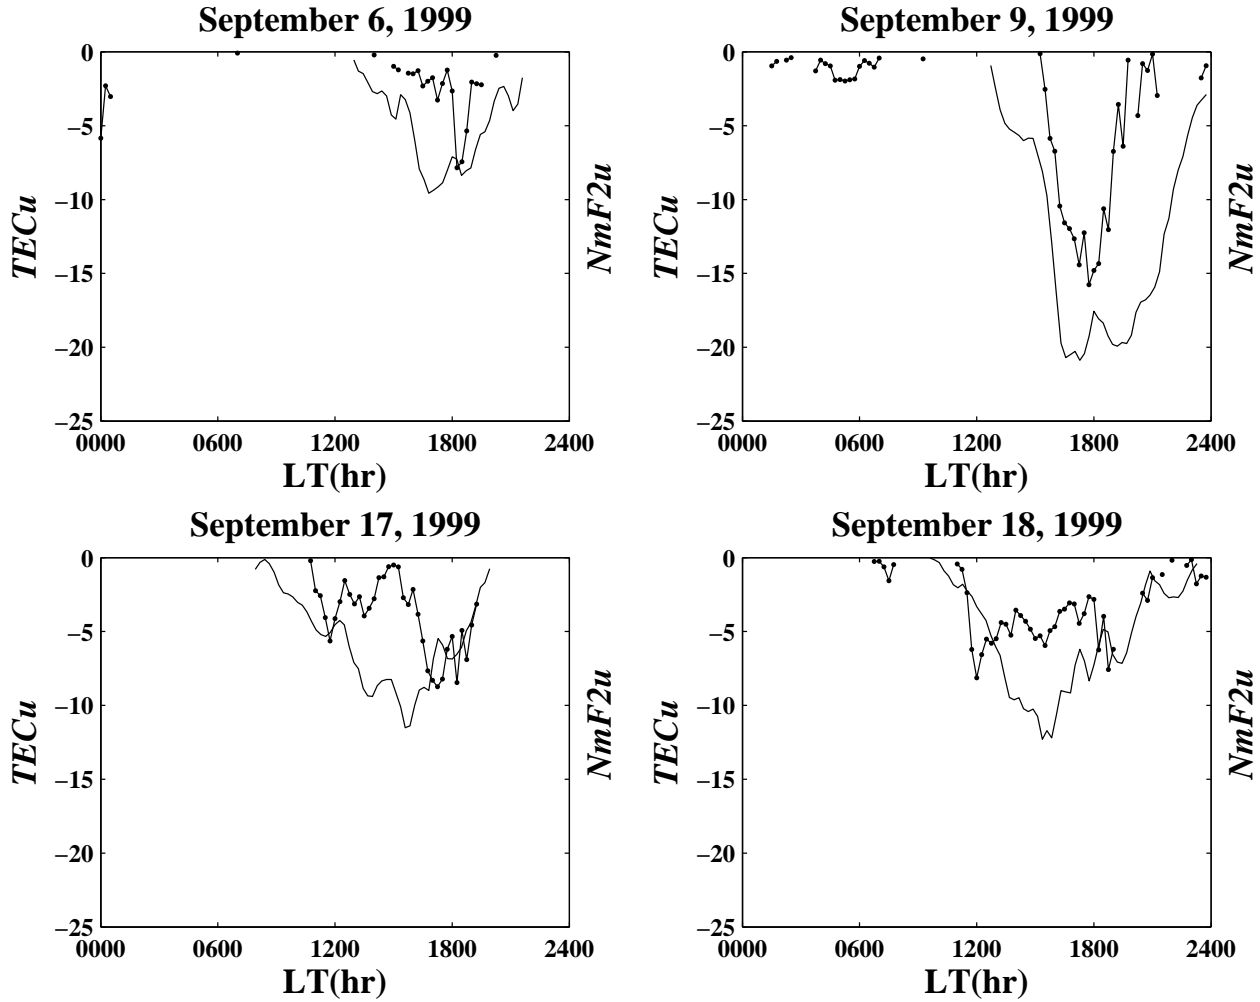 September 6, 1999
0
−5
−10
−15
−20
−25
TECu
NmF2u
0000 0600 1200 1800 2400
LT(hr)
September 9, 1999
0
−5
−10
−15
−20
−25
TECu
NmF2u
0000 0600 1200 1800 2400
LT(hr)
September 17, 1999
0
−5
−10
−15
−20
−25
TECu
NmF2u
0000 0600 1200 1800 2400
LT(hr)
September 18, 1999
0
−5
−10
−15
−20
−25
TECu
NmF2u
0000 0600 1200 1800 2400
LT(hr)